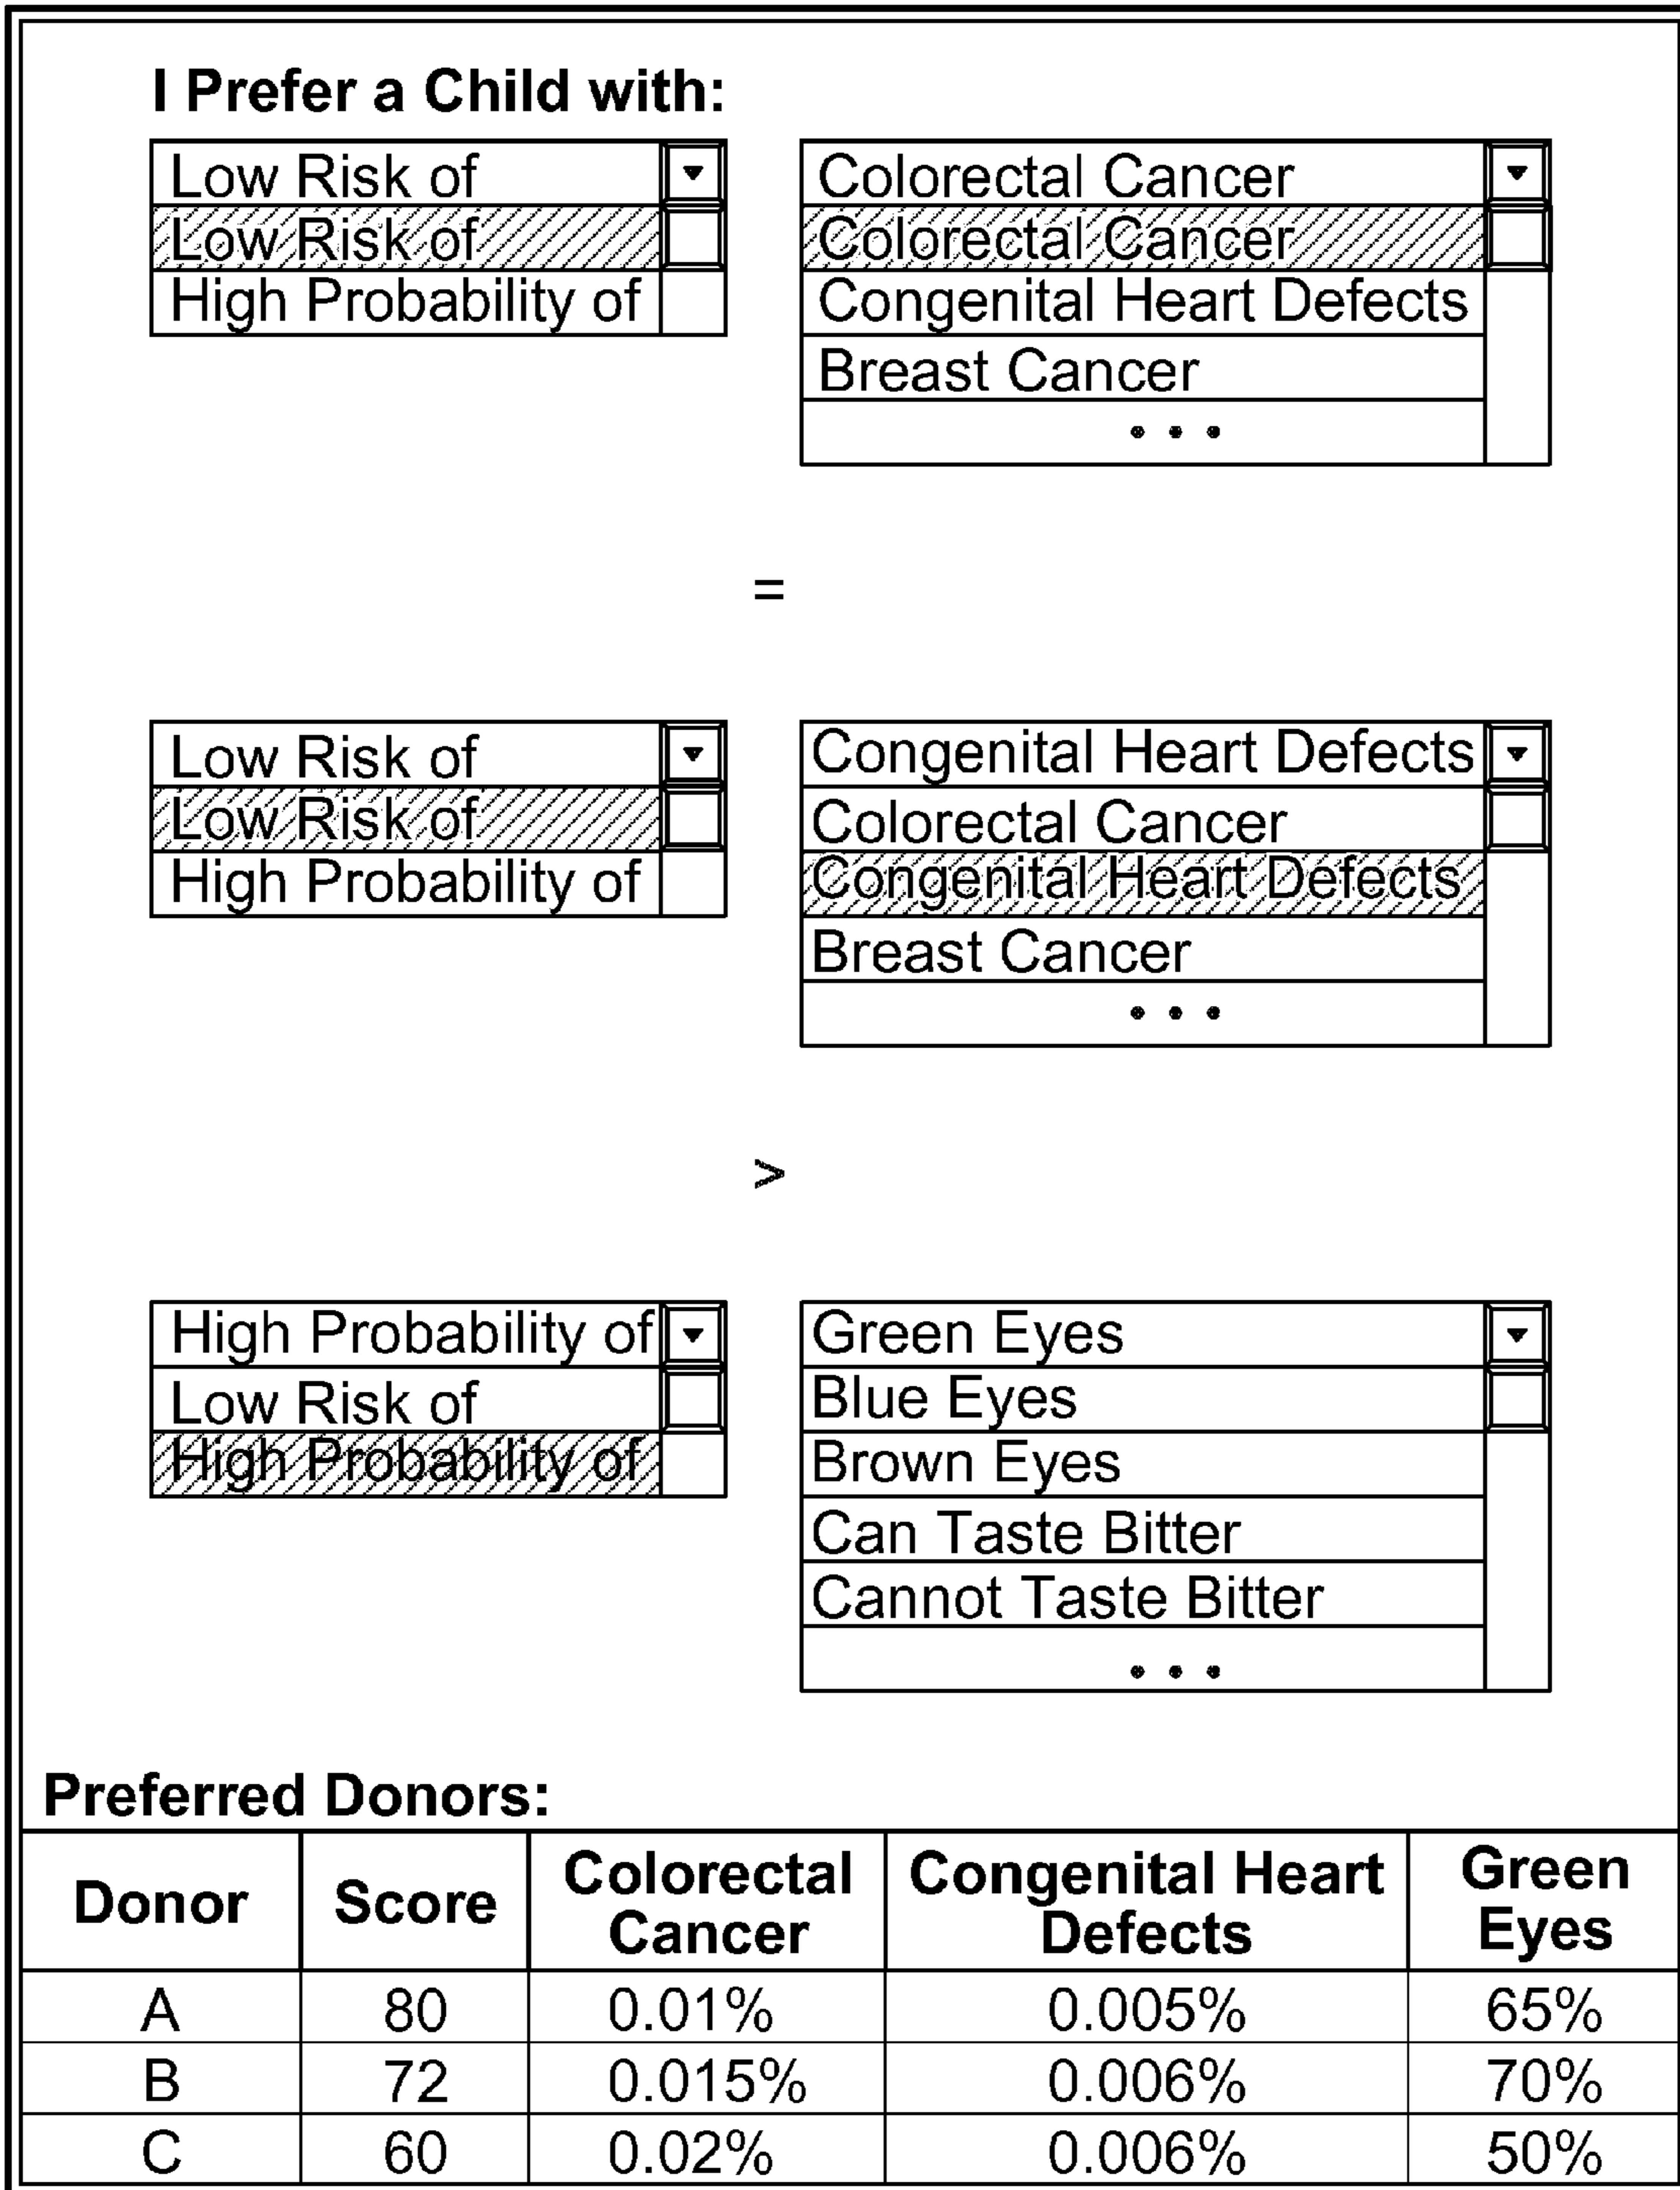 I Prefer a Child with:
Low Risk of
Low Risk of
High Probability of
Colorectal Cancer
Colorectal Cancer
Congenital Heart Defects
Breast Cancer
• • •
=
Low Risk of
Low Risk of
High Probability of
Congenital Heart Defects
Colorectal Cancer
Congenital Heart Defects
Breast Cancer
• • •
>
High Probability of
Low Risk of
High Probability of
Green Eyes
Blue Eyes
Brown Eyes
Can Taste Bitter
Cannot Taste Bitter
• • •
Preferred Donors:
Donor Score Colorectal Cancer Congenital Heart Defects Green Eyes
A 80 0.01% 0.005% 65%
B 72 0.015% 0.006% 70%
C 60 0.02% 0.006% 50%